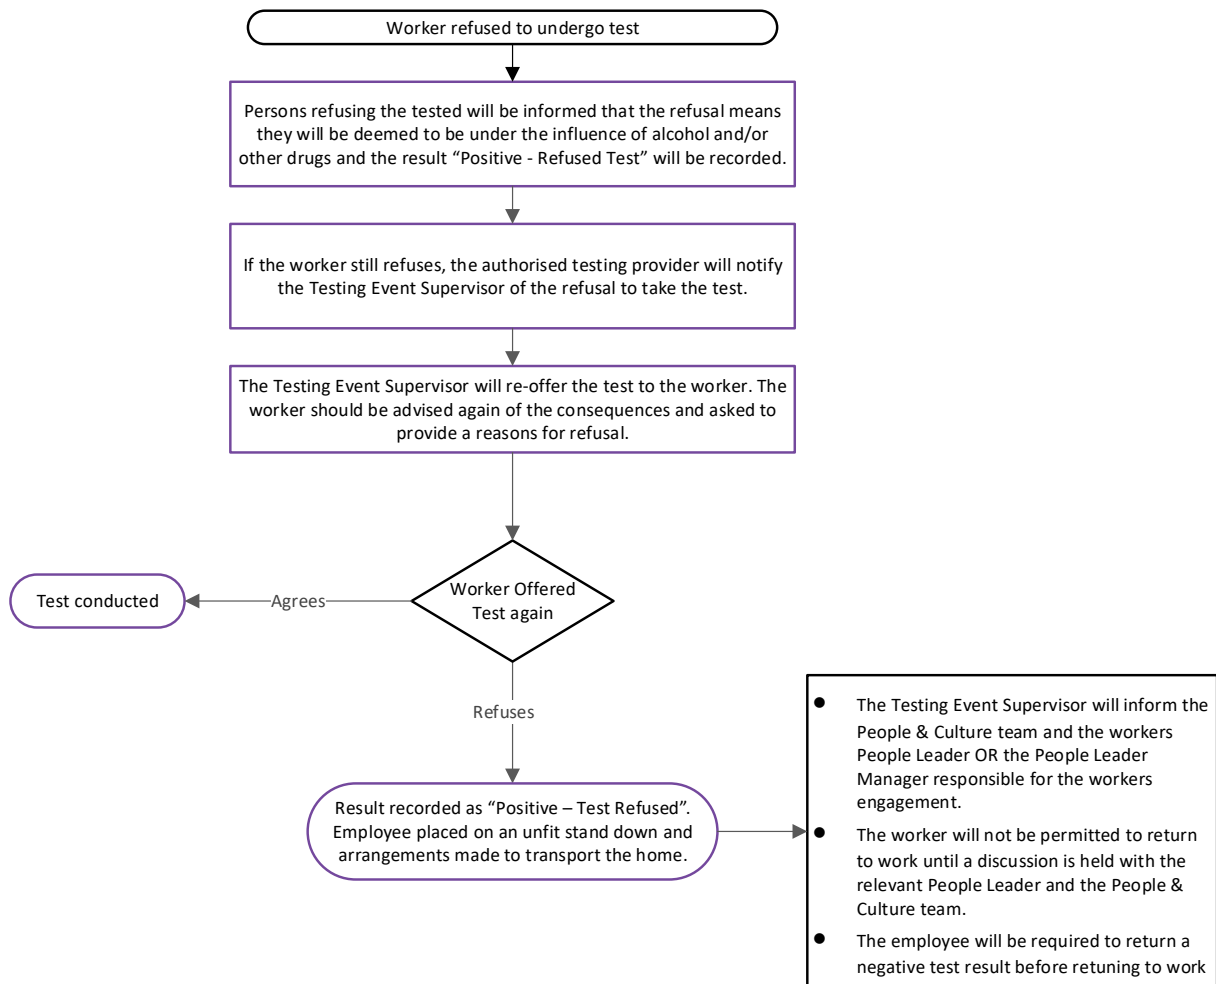 Worker refused to undergo test
Persons refusing the tested will be informed that the refusal means
they will be deemed to be under the influence of alcohol and/or
other drugs and the result “Positive - Refused Test” will be recorded.
If the worker still refuses, the authorised testing provider will notify
the Testing Event Supervisor of the refusal to take the test.
The Testing Event Supervisor will re-offer the test to the worker. The
worker should be advised again of the consequences and asked to
provide a reasons for refusal.
Worker Offered
Test again
Agrees
Test conducted
Refuses
Result recorded as “Positive – Test Refused”.
Employee placed on an unfit stand down and
arrangements made to transport the home.
● The Testing Event Supervisor will inform the
People & Culture team and the workers
People Leader OR the People Leader
Manager responsible for the workers
engagement.
● The worker will not be permitted to return
to work until a discussion is held with the
relevant People Leader and the People &
Culture team.
● The employee will be required to return a
negative test result before retuning to work